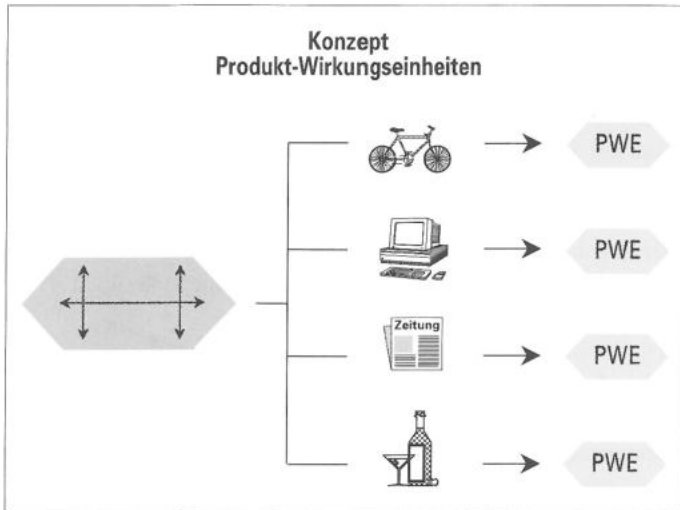 Konzept
Produkt-Wirkungseinheiten
PWE
PWE
Zeitung
PWE
PWE